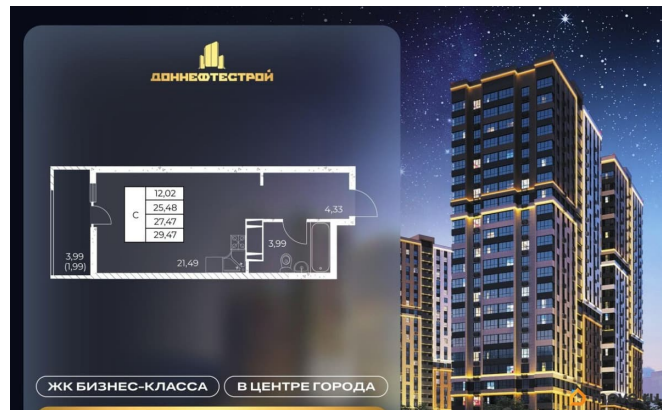 ДОННЕФТЕСТРОЙ
С
12,02
25,48
27,47
29,47
4,33
3,99
3,99
(1,99)
21,49
ЖК БИЗНЕС-КЛАССА
В ЦЕНТРЕ ГОРОДА